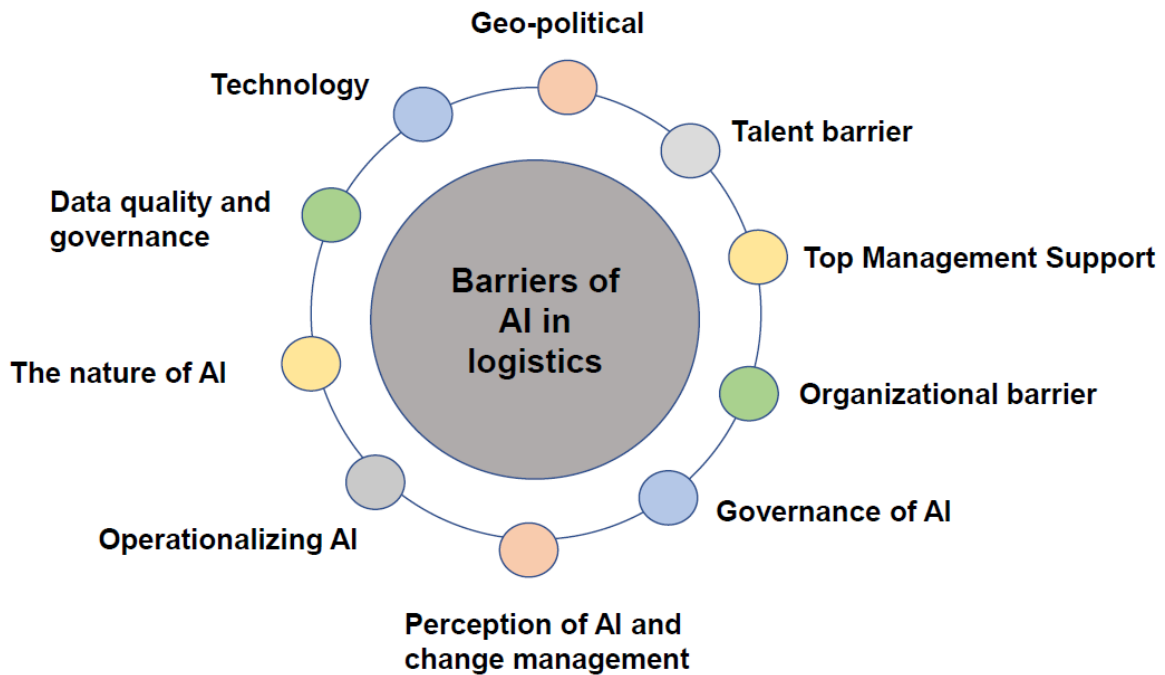 Geo-political
Technology
Talent barrier
Data quality and
governance
Top Management Support
Barriers of
AI in
logistics
The nature of AI
Organizational barrier
Governance of AI
Operationalizing AI
Perception of AI and
change management